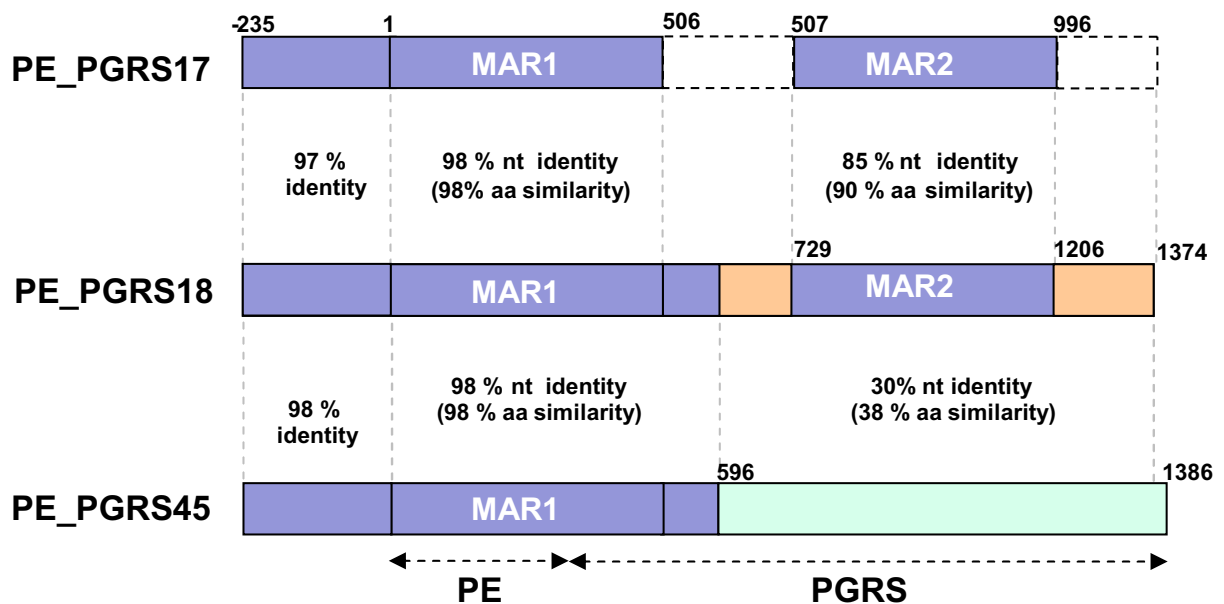 -235 1 506 507 996
PE_PGRS17 MAR1 MAR2
97 % identity
98 % nt identity
(98% aa similarity)
85 % nt identity
(90 % aa similarity)
729 1206 1374
PE_PGRS18 MAR1 MAR2
98 % identity
98 % nt identity
(98 % aa similarity)
30% nt identity
(38 % aa similarity)
596 1386
PE_PGRS45 MAR1
PE PGRS